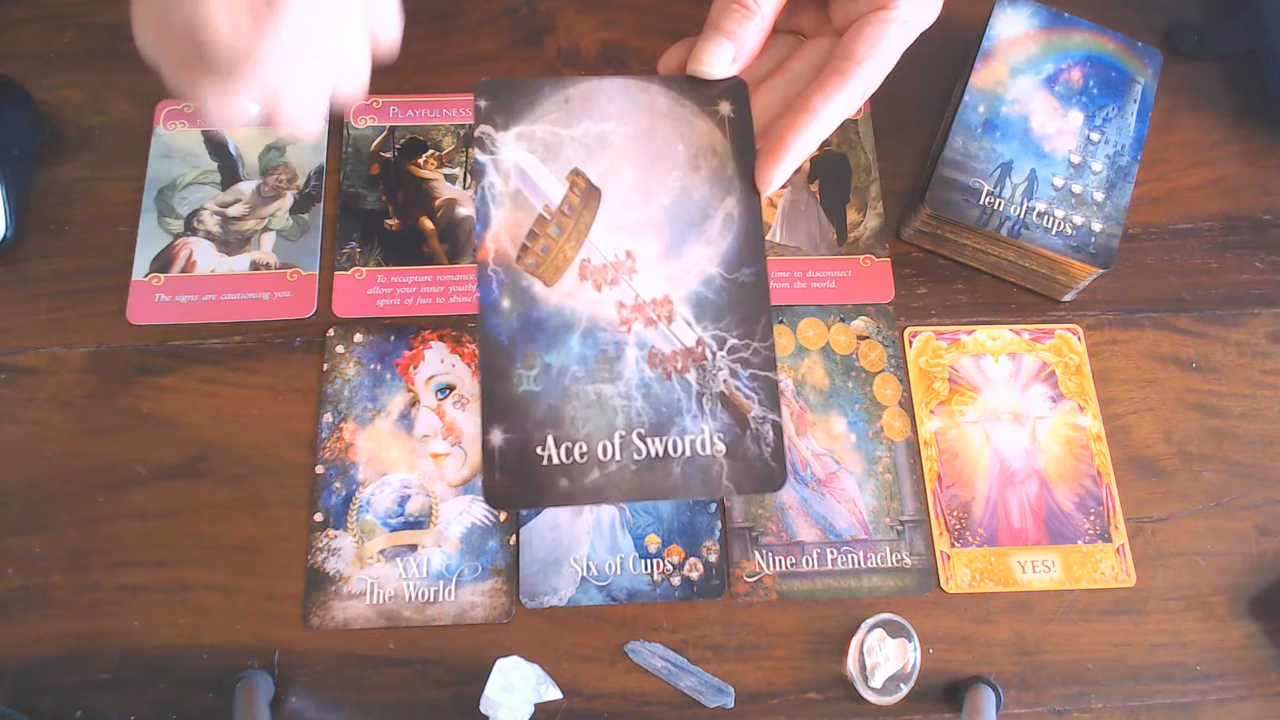 PLAYFULNESS
The signs are cautioning you.
To recapture romance,
allow your inner youthf
spirit of fun to shine!
time to disconnect
from the world.
Ten of Cups
Ace of Swords
XXI
The World
Six of Cups
Nine of Pentacles
YES!